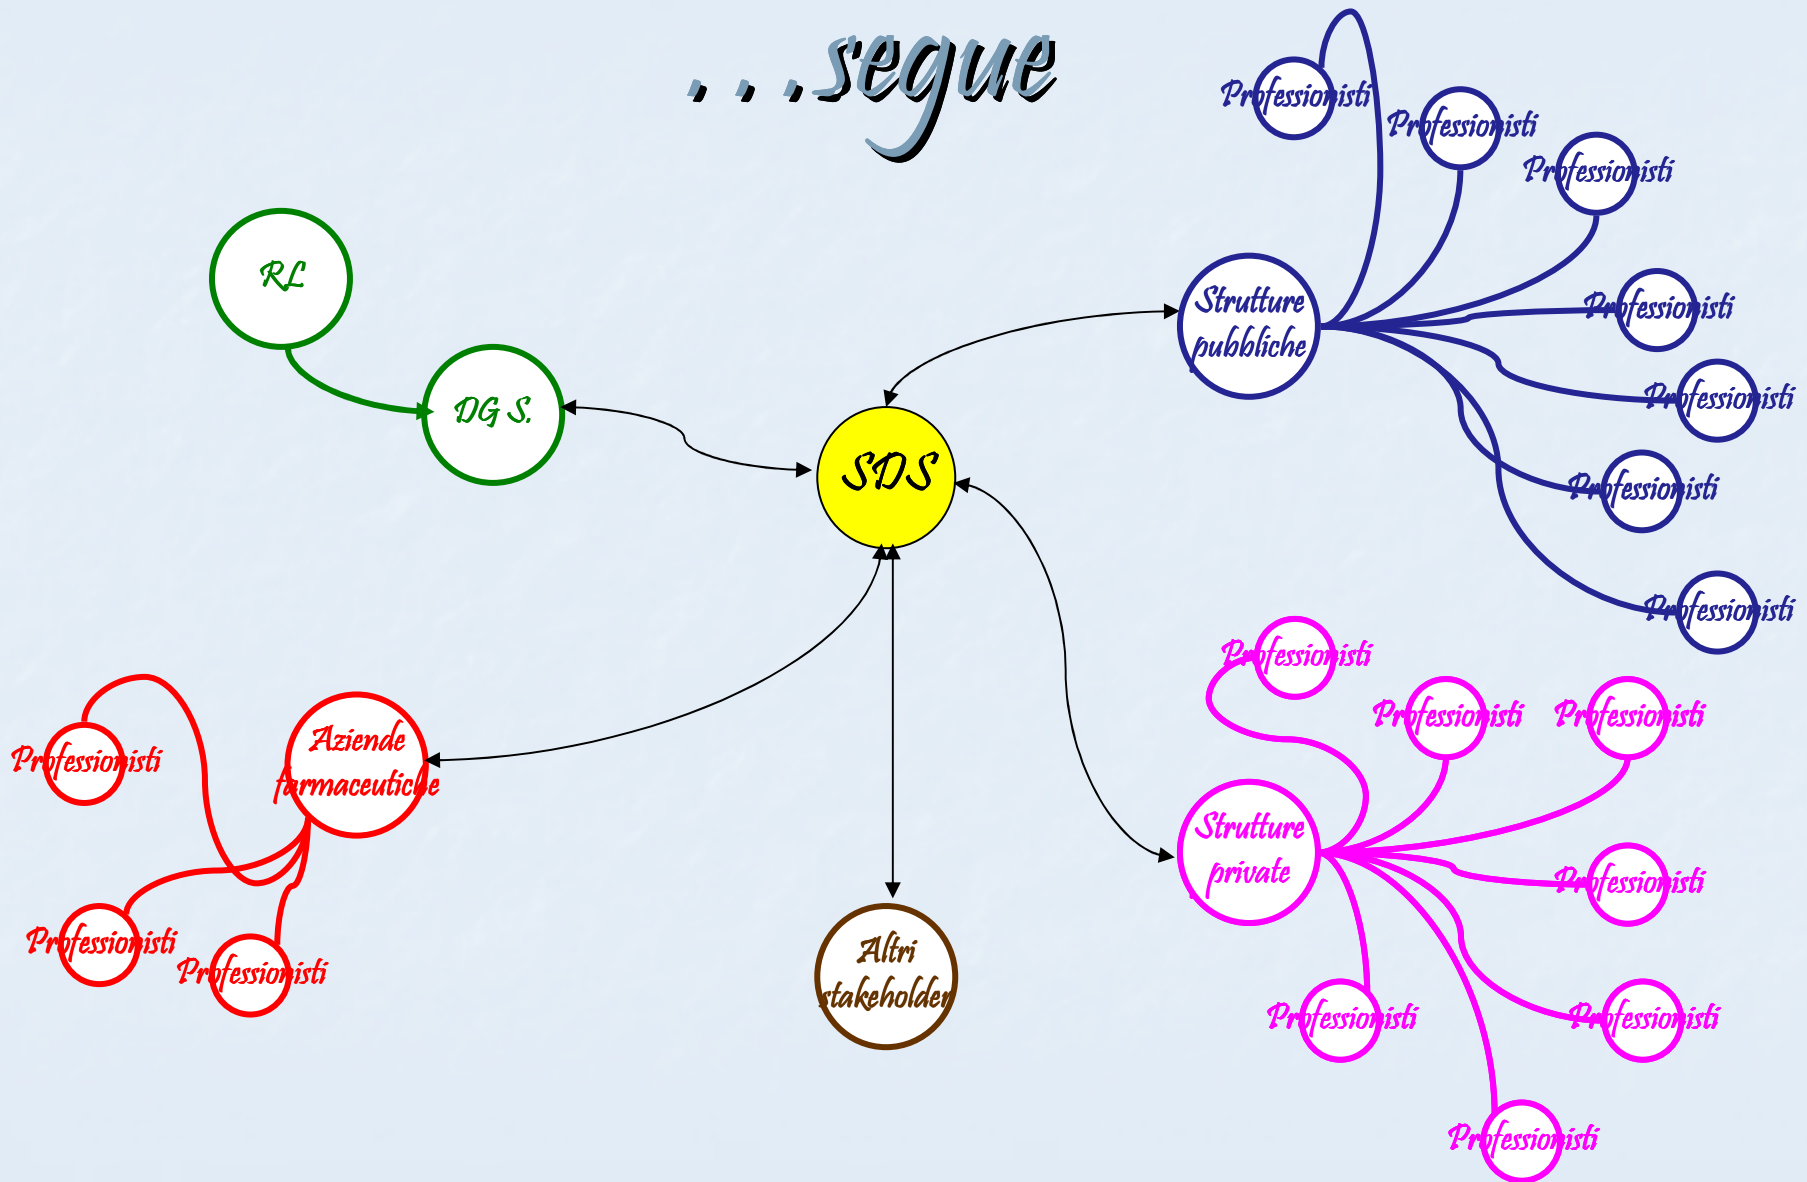 ...segue
Professionisti
Professionisti
Professionisti
RL
Strutture
pubbliche
Professionisti
DG S.
Professionisti
SDS
Professionisti
Professionisti
Professionisti
Professionisti
Professionisti
Aziende
farmaceutiche
Professionisti
Strutture
private
Professionisti
Professionisti
Professionisti
Altri
stakeholder
Professionisti
Professionisti
Professionisti
Professionisti